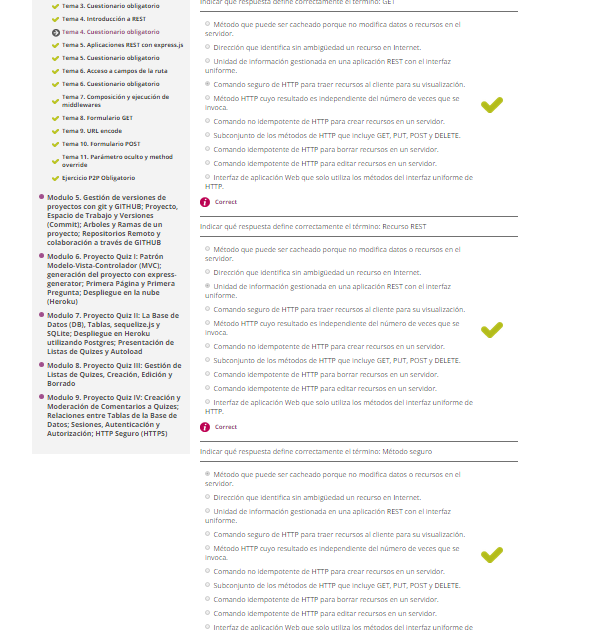 Tema 3. Cuestionario obligatorio
Tema 4. Introducción a REST
Tema 4. Cuestionario obligatorio
Tema 5. Aplicaciones REST con express.js
Tema 5. Cuestionario obligatorio
Tema 6. Acceso a campos de la ruta
Tema 6. Cuestionario obligatorio
Tema 7. Composición y ejecución de
middlewares
Tema 8. Formulario GET
Tema 9. URL encode
Tema 10. Formulario POST
Tema 11. Parámetro oculto y method
override
Ejercicio P2P Obligatorio
Modulo 5. Gestión de versiones de
proyectos con git y GITHUB; Proyecto,
Espacio de Trabajo y Versiones
(Commit); Arboles y Ramas de un
proyecto; Repositorios Remoto y
colaboración a través de GITHUB
Modulo 6. Proyecto Quiz I: Patrón
Modelo-Vista-Controlador (MVC);
generación del proyecto con express-
generator; Primera Página y Primera
Pregunta; Despliegue en la nube
(Heroku)
Modulo 7. Proyecto Quiz II: La Base de
Datos (DB), Tablas, sequelize.js y
SQLite; Despliegue en Heroku
utilizando Postgres; Presentación de
Listas de Quizes y Autoload
Modulo 8. Proyecto Quiz III: Gestión de
Listas de Quizes, Creación, Edición y
Borrado
Modulo 9. Proyecto Quiz IV: Creación y
Moderación de Comentarios a Quizes;
Relaciones entre Tablas de la Base de
Datos; Sesiones, Autenticación y
Autorización; HTTP Seguro (HTTPS)
Indicar qué respuesta define correctamente el término: GET
Método que puede ser cacheado porque no modifica datos o recursos en el
servidor.
Dirección que identifica sin ambigüedad un recurso en Internet.
Unidad de información gestionada en una aplicación REST con el interfaz
uniforme.
Comando seguro de HTTP para traer recursos al cliente para su visualización.
Método HTTP cuyo resultado es independiente del número de veces que se
invoca.
Comando no idempotente de HTTP para crear recursos en un servidor.
Subconjunto de los métodos de HTTP que incluye GET, PUT, POST y DELETE.
Comando idempotente de HTTP para borrar recursos en un servidor.
Comando idempotente de HTTP para editar recursos en un servidor.
Interfaz de aplicación Web que solo utiliza los métodos del interfaz uniforme de
HTTP.
i Correct
Indicar qué respuesta define correctamente el término: Recurso REST
Método que puede ser cacheado porque no modifica datos o recursos en el
servidor.
Dirección que identifica sin ambigüedad un recurso en Internet.
Unidad de información gestionada en una aplicación REST con el interfaz
uniforme.
Comando seguro de HTTP para traer recursos al cliente para su visualización.
Método HTTP cuyo resultado es independiente del número de veces que se
invoca.
Comando no idempotente de HTTP para crear recursos en un servidor.
Subconjunto de los métodos de HTTP que incluye GET, PUT, POST y DELETE.
Comando idempotente de HTTP para borrar recursos en un servidor.
Comando idempotente de HTTP para editar recursos en un servidor.
Interfaz de aplicación Web que solo utiliza los métodos del interfaz uniforme de
HTTP.
i Correct
Indicar qué respuesta define correctamente el término: Método seguro
Método que puede ser cacheado porque no modifica datos o recursos en el
servidor.
Dirección que identifica sin ambigüedad un recurso en Internet.
Unidad de información gestionada en una aplicación REST con el interfaz
uniforme.
Comando seguro de HTTP para traer recursos al cliente para su visualización.
Método HTTP cuyo resultado es independiente del número de veces que se
invoca.
Comando no idempotente de HTTP para crear recursos en un servidor.
Subconjunto de los métodos de HTTP que incluye GET, PUT, POST y DELETE.
Comando idempotente de HTTP para borrar recursos en un servidor.
Comando idempotente de HTTP para editar recursos en un servidor.
Interfaz de aplicación Web que solo utiliza los métodos del interfaz uniforme de